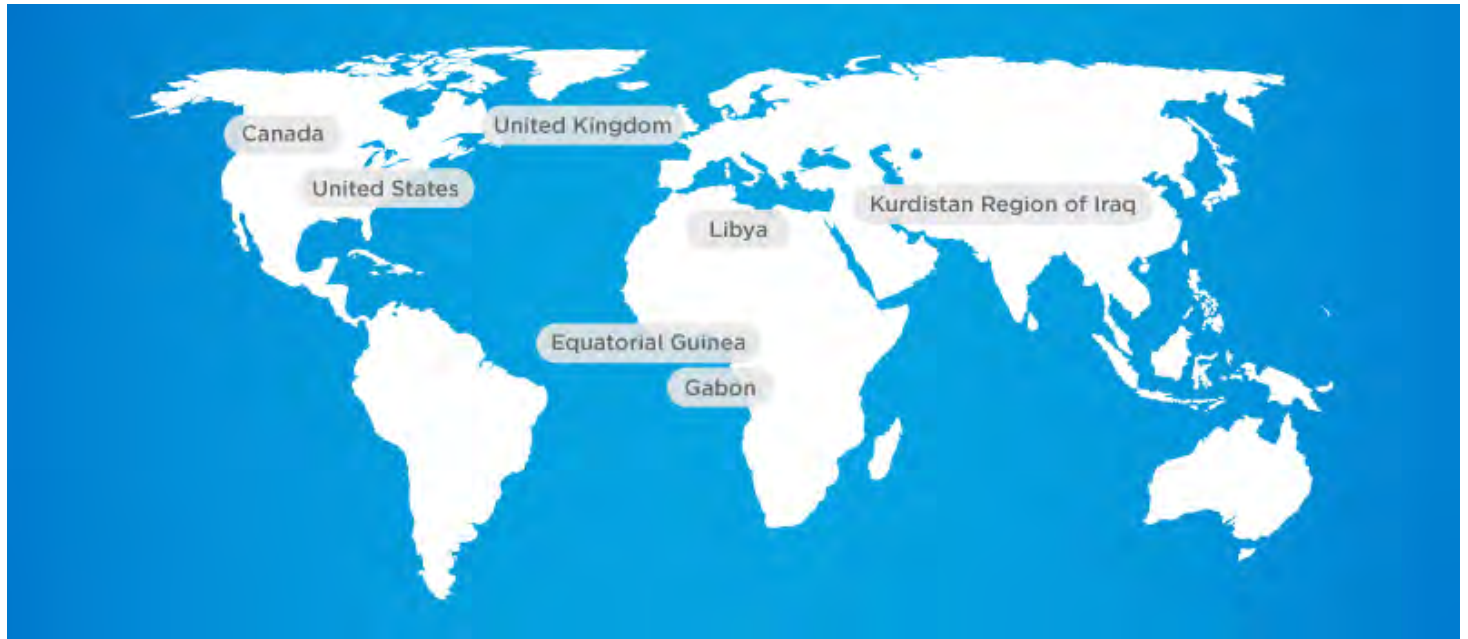 United Kingdom
Canada
United States
Kurdistan Region of Iraq
Libya
Equatorial Guinea
Gabon